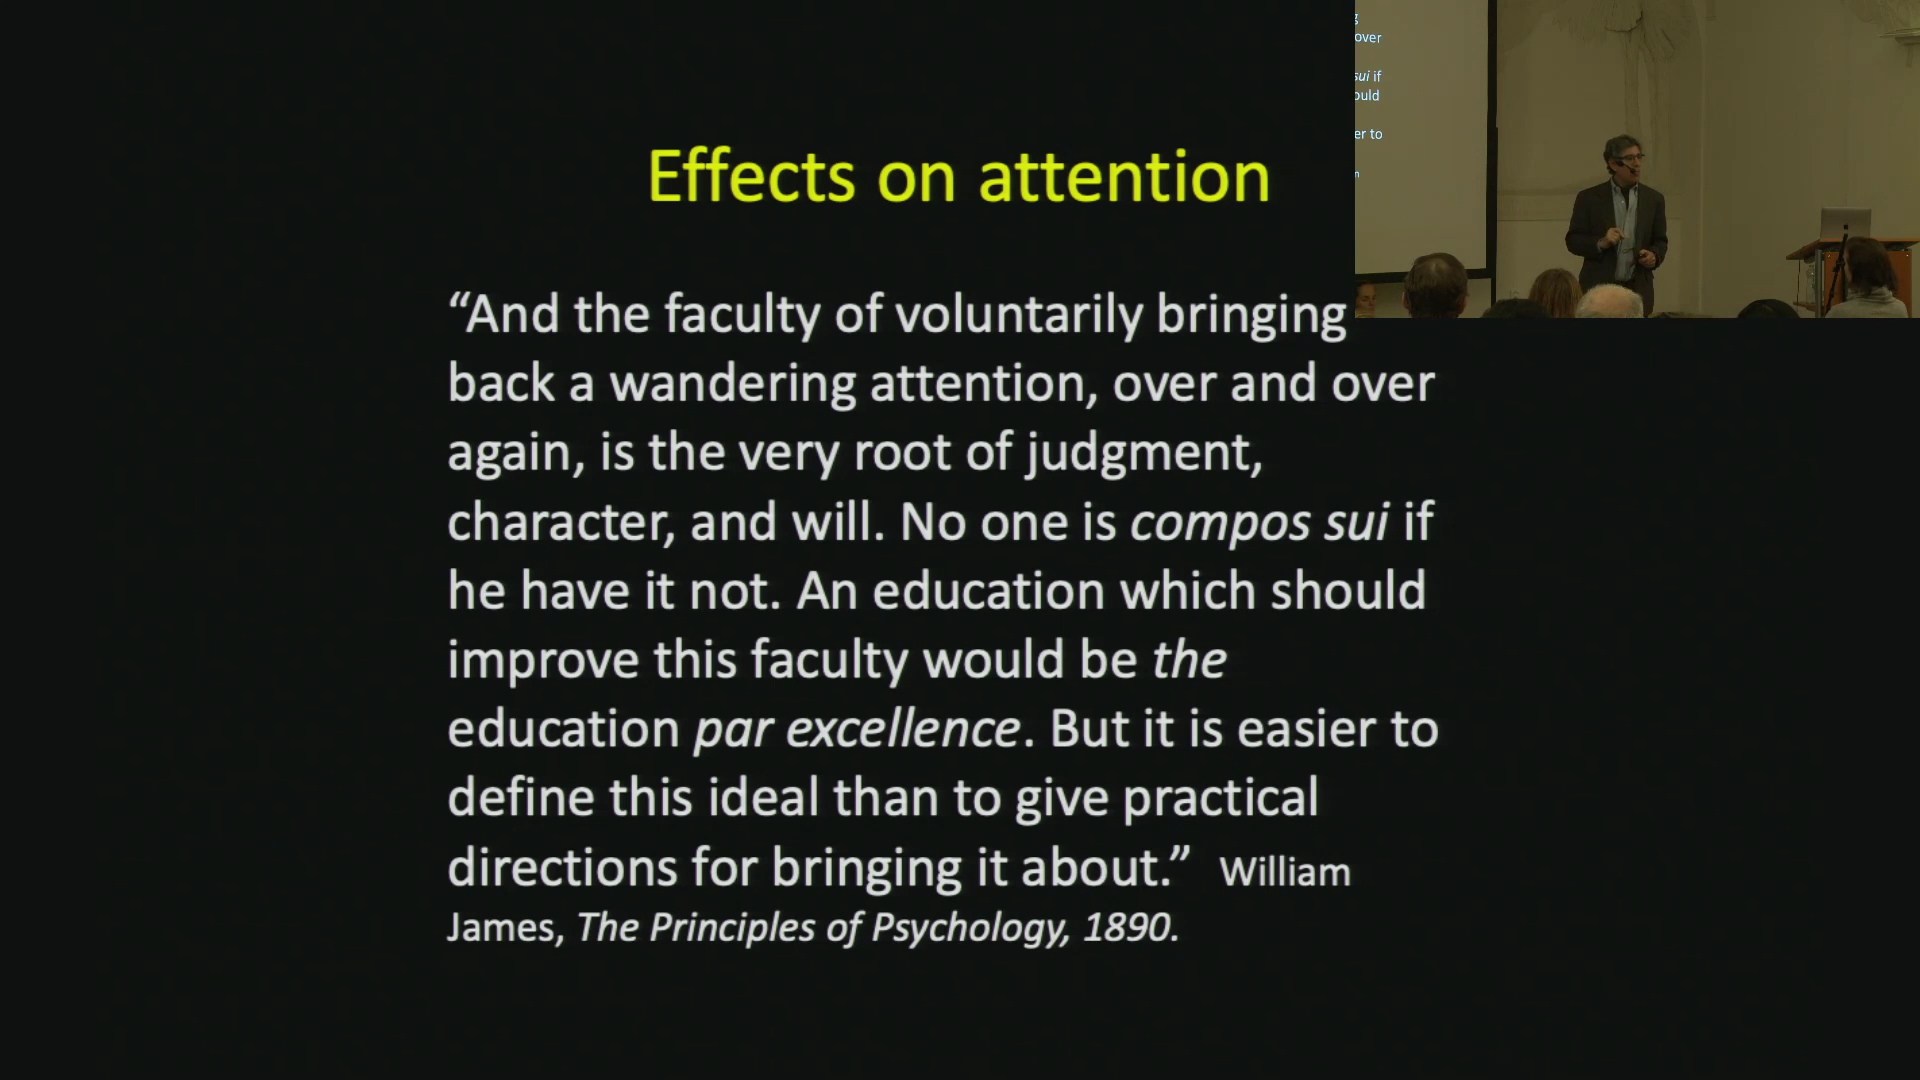 Effects on attention
“And the faculty of voluntarily bringing
back a wandering attention, over and over
again, is the very root of judgment,
character, and will. No one is compos sui if
he have it not. An education which should
improve this faculty would be the
education par excellence. But it is easier to
define this ideal than to give practical
directions for bringing it about.” William
James, The Principles of Psychology, 1890.
over
sui if
ould
er to